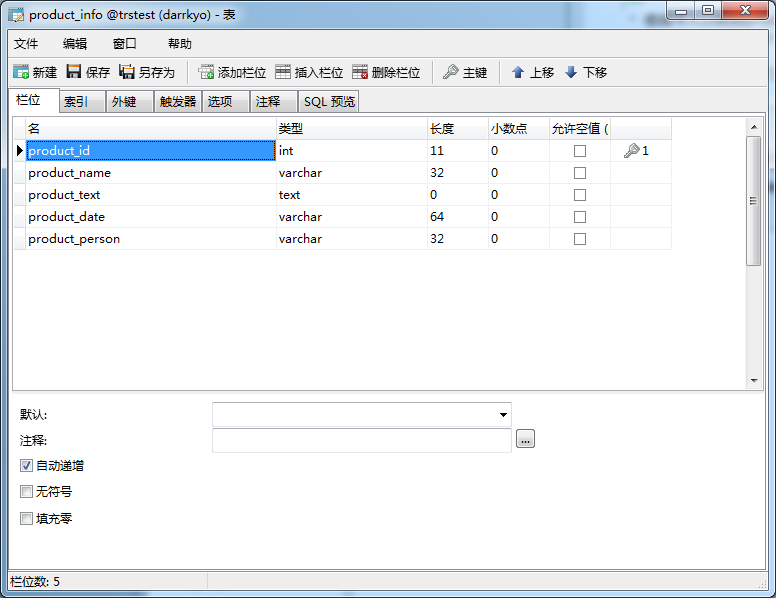 product_info @trstest (darrkyo) - 表
文件 编辑 窗口 帮助
新建 保存 另存为 添加栏位 插入栏位 删除栏位 主键 上移 下移
栏位 索引 外键 触发器 选项 注释 SQL 预览
名 类型 长度 小数点 允许空值 (
product_id int 11 0 1
product_name varchar 32 0
product_text text 0 0
product_date varchar 64 0
product_person varchar 32 0
默认:
注释:
...
自动递增
无符号
填充零
栏位数: 5